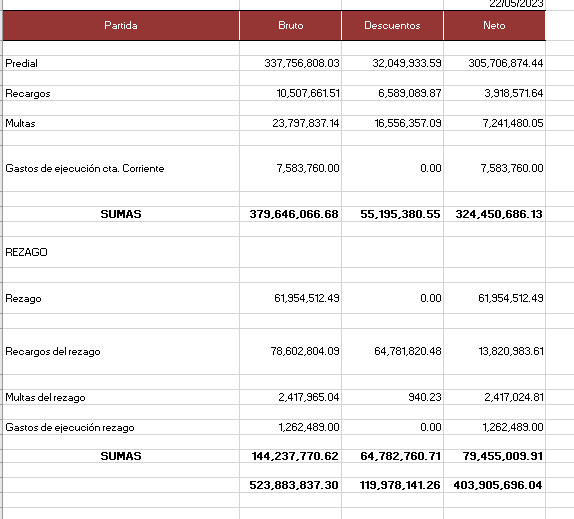 22/05/2023
Partida Bruto Descuentos Neto
Predial 337,756,808.03 32,049,933.59 305,706,874.44
Recargos 10,507,661.51 6,589,089.87 3,918,571.64
Multas 23,797,837.14 16,556,357.09 7,241,480.05
Gastos de ejecución cta. Corriente 7,583,760.00 0.00 7,583,760.00
SUMAS 379,646,066.68 55,195,380.55 324,450,686.13
REZAGO
Rezago 61,954,512.49 0.00 61,954,512.49
Recargos del rezago 78,602,804.09 64,781,820.48 13,820,983.61
Multas del rezago 2,417,965.04 940.23 2,417,024.81
Gastos de ejecución rezago 1,262,489.00 0.00 1,262,489.00
SUMAS 144,237,770.62 64,782,760.71 79,455,009.91
523,883,837.30 119,978,141.26 403,905,696.04